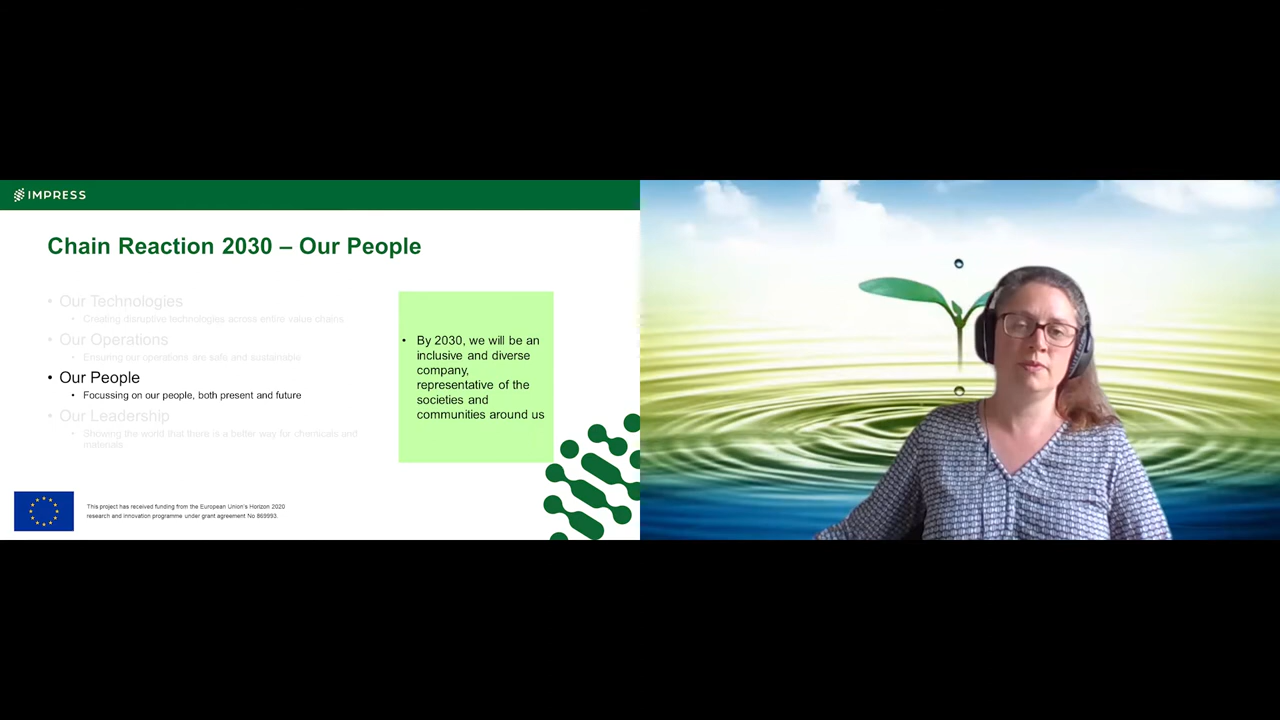 IMPRESS
Chain Reaction 2030 – Our People
• Our Technologies
• Creating disruptive technologies across entire value chains
• Our Operations
• Ensuring our operations are safe and sustainable
• Our People
• Focussing on our people, both present and future
• Our Leadership
• Showing the world that there is a better way for chemicals and
materials
• By 2030, we will be an
inclusive and diverse
company,
representative of the
societies and
communities around us
This project has received funding from the European Union's Horizon 2020
research and innovation programme under grant agreement No 869993.